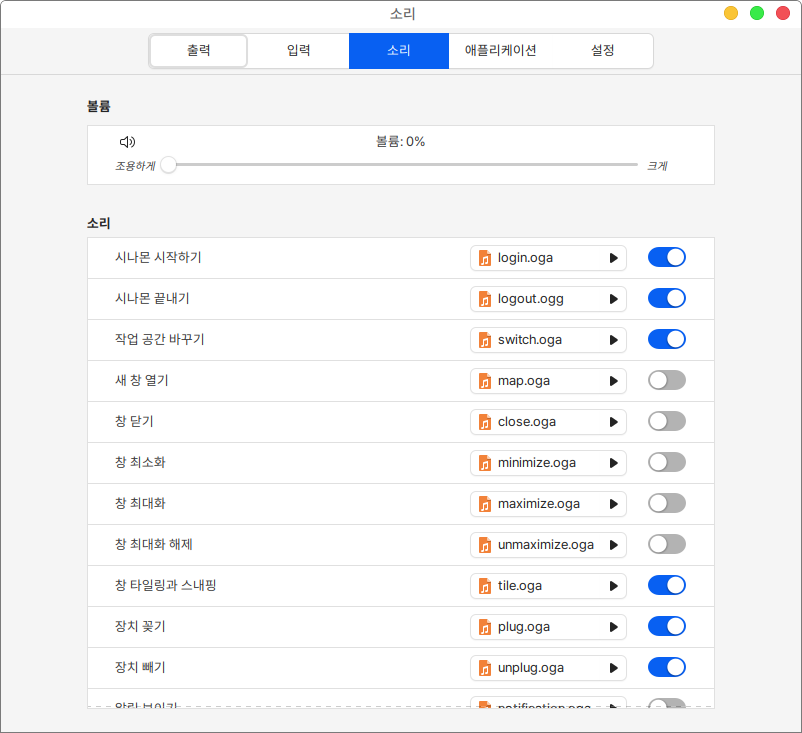 소리
출력 입력 소리 애플리케이션 설정
볼륨
볼륨: 0%
조용하게 크게
소리
시나몬 시작하기 login.oga
시나몬 끝내기 logout.ogg
작업 공간 바꾸기 switch.oga
새 창 열기 map.oga
창 닫기 close.oga
창 최소화 minimize.oga
창 최대화 maximize.oga
창 최대화 해제 unmaximize.oga
창 타일링과 스내핑 tile.oga
장치 꽂기 plug.oga
장치 빼기 unplug.oga
notification.oga